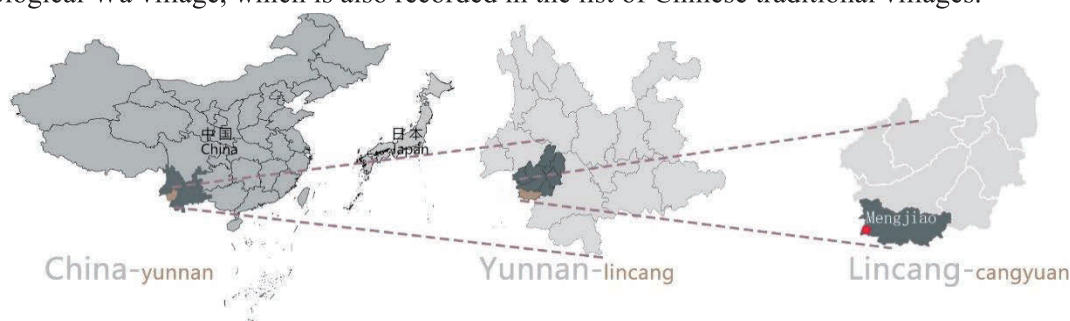 ological Wa village, which is also recorded in the list of Chinese traditional villages.
中国
China
日本
Japan
Mengjiao
China-yunnan
Yunnan-lincang
Lincang-cangyuan